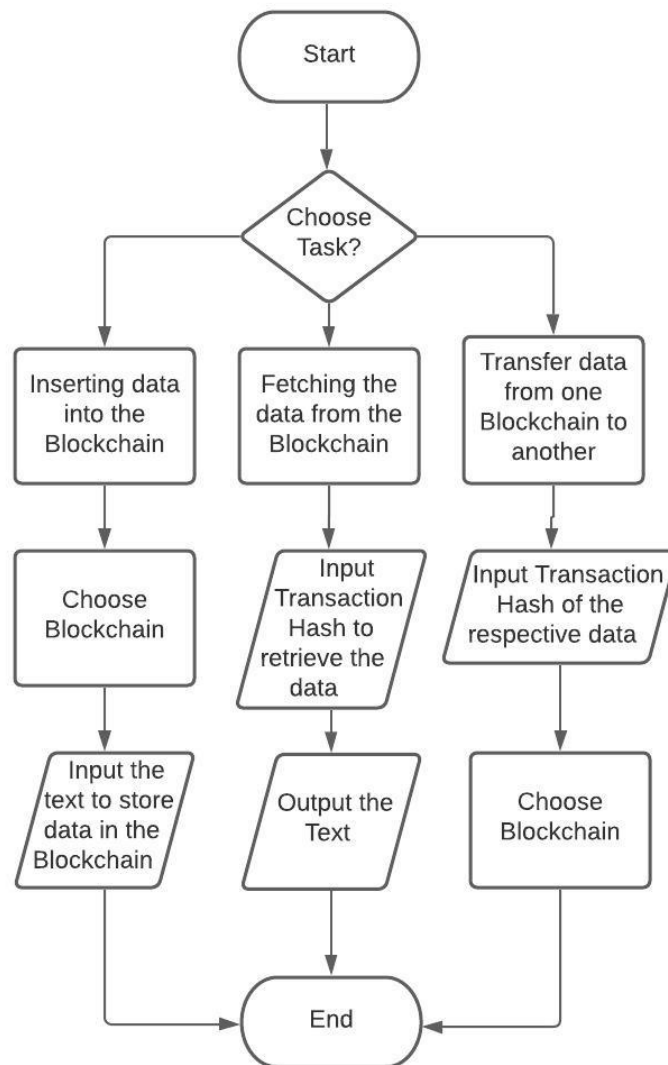 Start
Choose
Task?
Inserting data
into the
Blockchain
Fetching the
data from the
Blockchain
Transfer data
from one
Blockchain to
another
Choose
Blockchain
Input
Transaction
Hash to
retrieve the
data
Input Transaction
Hash of the
respective data
Input the
text to store
data in the
Blockchain
Output the
Text
Choose
Blockchain
End